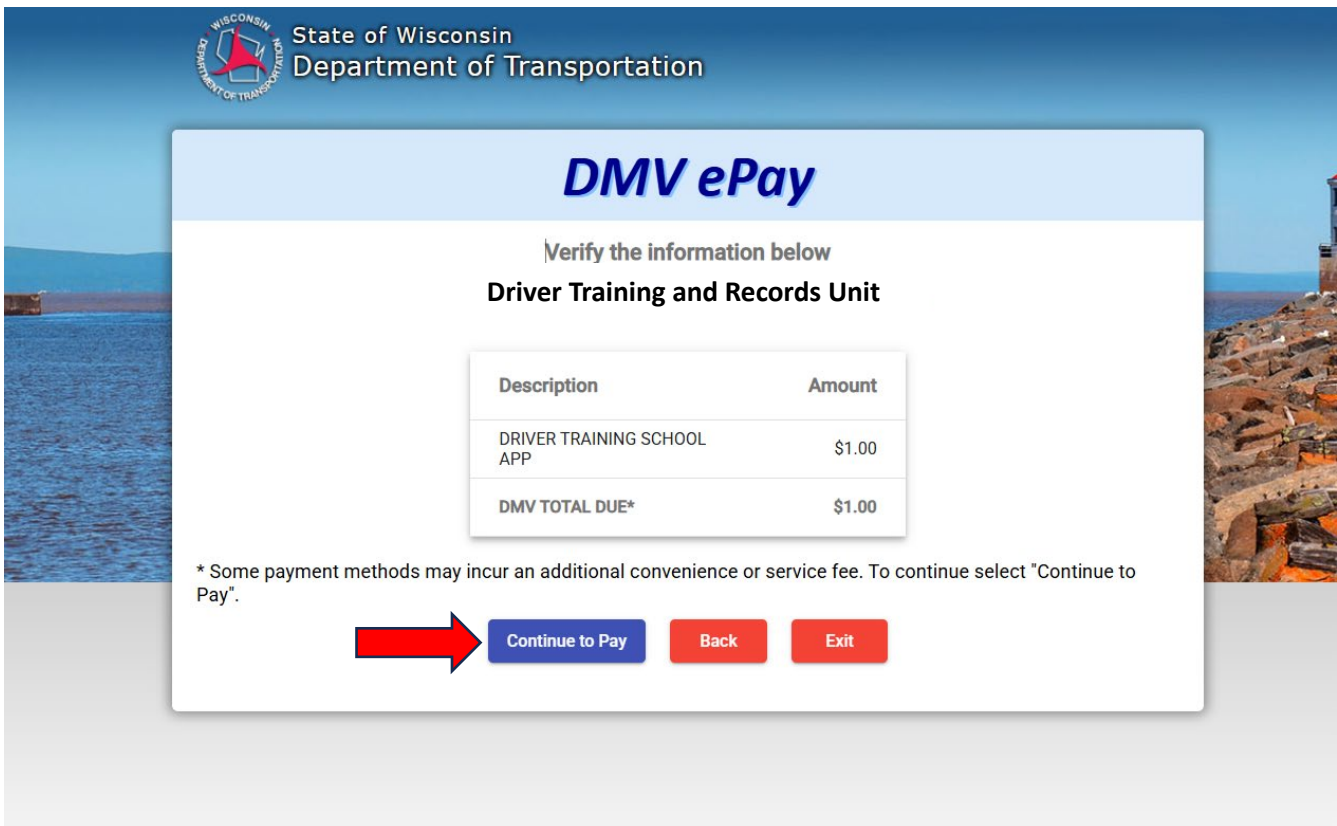 WISCONSIN
DEPARTMENT OF TRANSPORTATION
State of Wisconsin
Department of Transportation
DMV ePay
Verify the information below
Driver Training and Records Unit
Description Amount
DRIVER TRAINING SCHOOL
APP $1.00
DMV TOTAL DUE* $1.00
* Some payment methods may incur an additional convenience or service fee. To continue select "Continue to
Pay".
Continue to Pay Back Exit